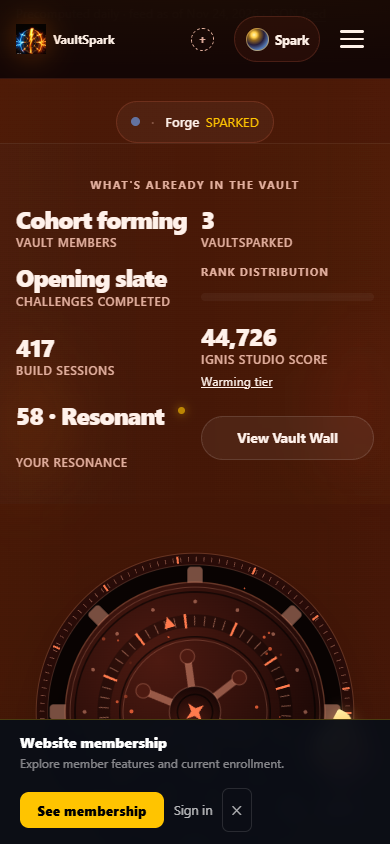 VaultSpark
+
Spark
· Forge SPARKED
WHAT'S ALREADY IN THE VAULT
Cohort forming
VAULT MEMBERS
3
VAULTSPARKED
Opening slate
CHALLENGES COMPLETED
RANK DISTRIBUTION
417
BUILD SESSIONS
44,726
IGNIS STUDIO SCORE
Warming tier
58 · Resonant
YOUR RESONANCE
View Vault Wall
Website membership
Explore member features and current enrollment.
See membership
Sign in
×